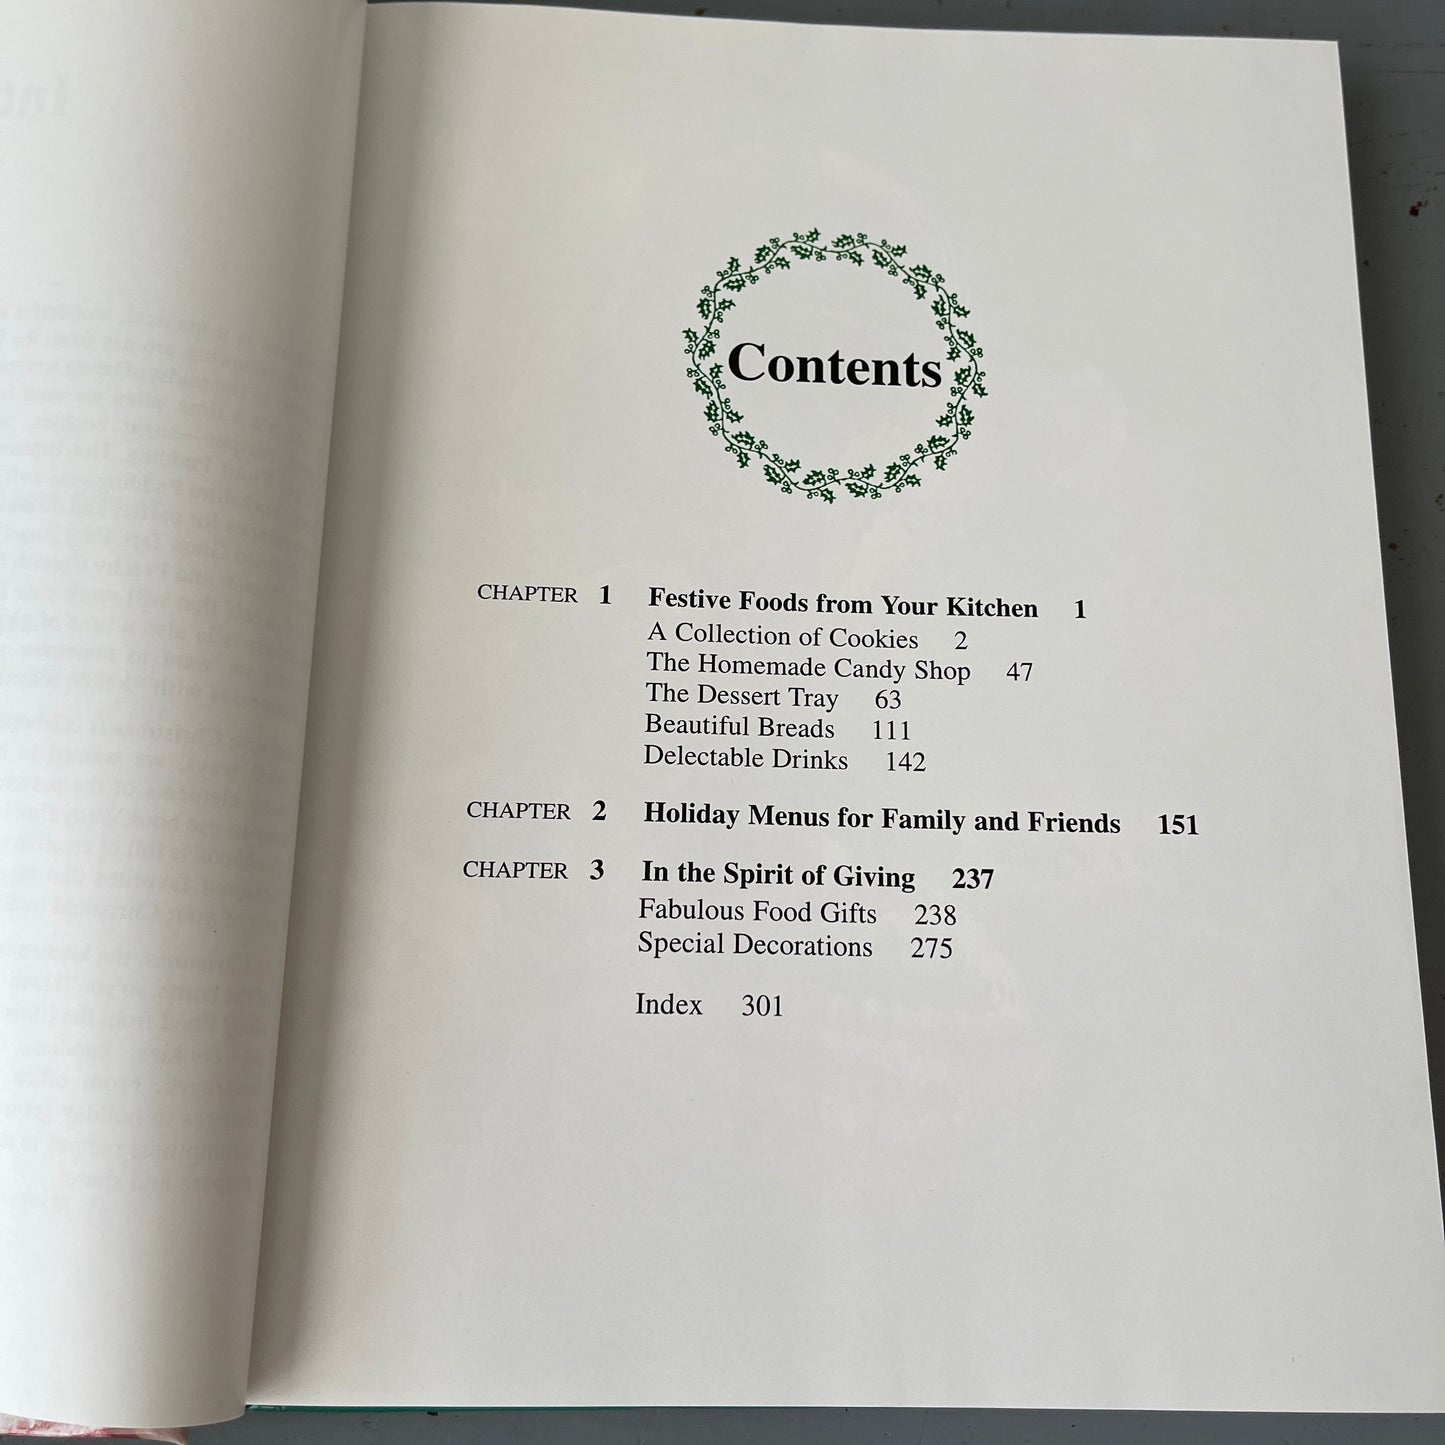 Contents
CHAPTER 1 Festive Foods from Your Kitchen 1
A Collection of Cookies 2
The Homemade Candy Shop 47
The Dessert Tray 63
Beautiful Breads 111
Delectable Drinks 142
CHAPTER 2 Holiday Menus for Family and Friends 151
CHAPTER 3 In the Spirit of Giving 237
Fabulous Food Gifts 238
Special Decorations 275
Index 301